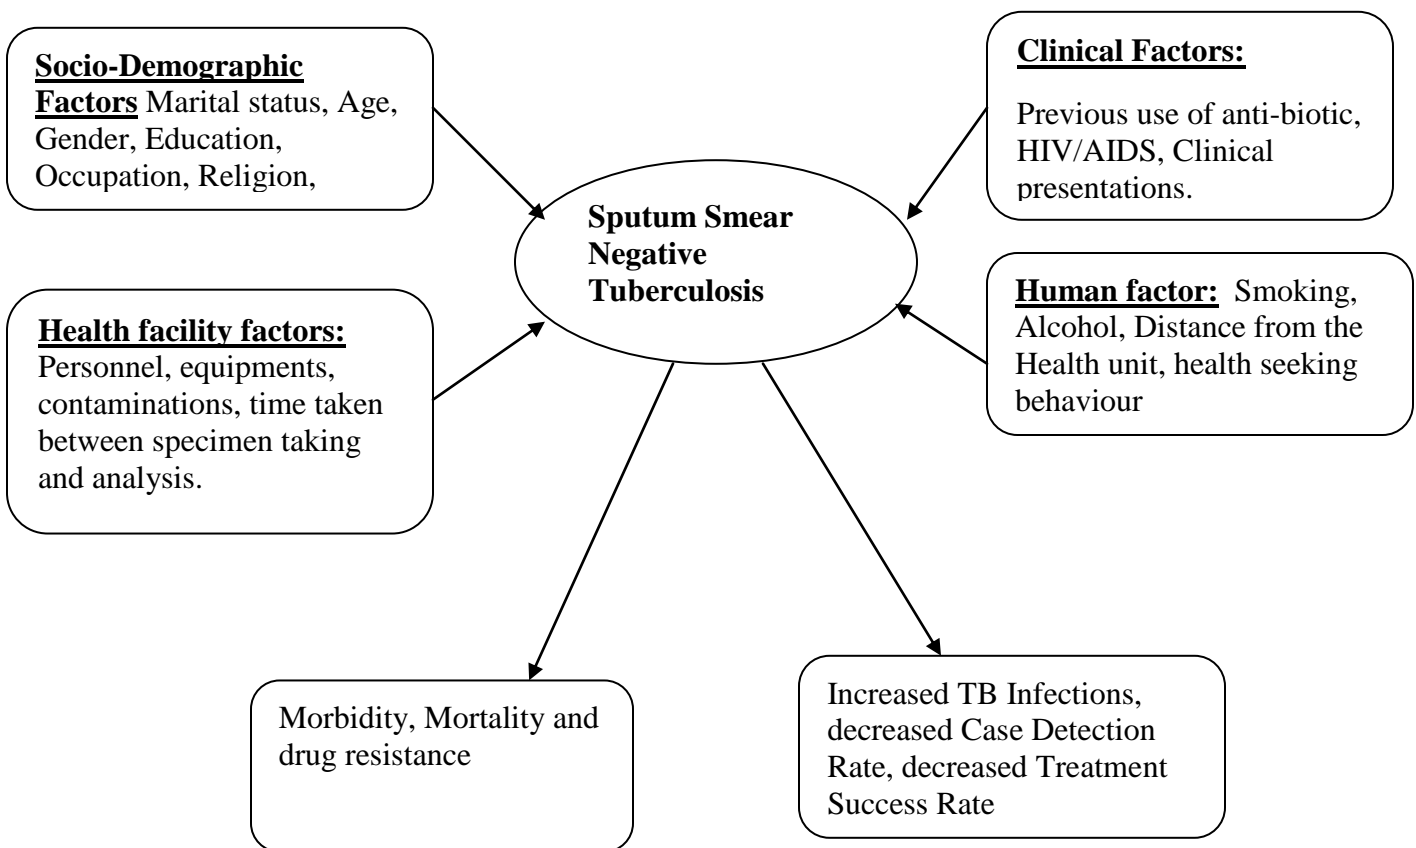 Socio-Demographic
Factors Marital status, Age,
Gender, Education,
Occupation, Religion,
Clinical Factors:
Previous use of anti-biotic,
HIV/AIDS, Clinical
presentations.
Sputum Smear
Negative
Tuberculosis
Health facility factors:
Personnel, equipments,
contaminations, time taken
between specimen taking
and analysis.
Human factor: Smoking,
Alcohol, Distance from the
Health unit, health seeking
behaviour
Morbidity, Mortality and
drug resistance
Increased TB Infections,
decreased Case Detection
Rate, decreased Treatment
Success Rate